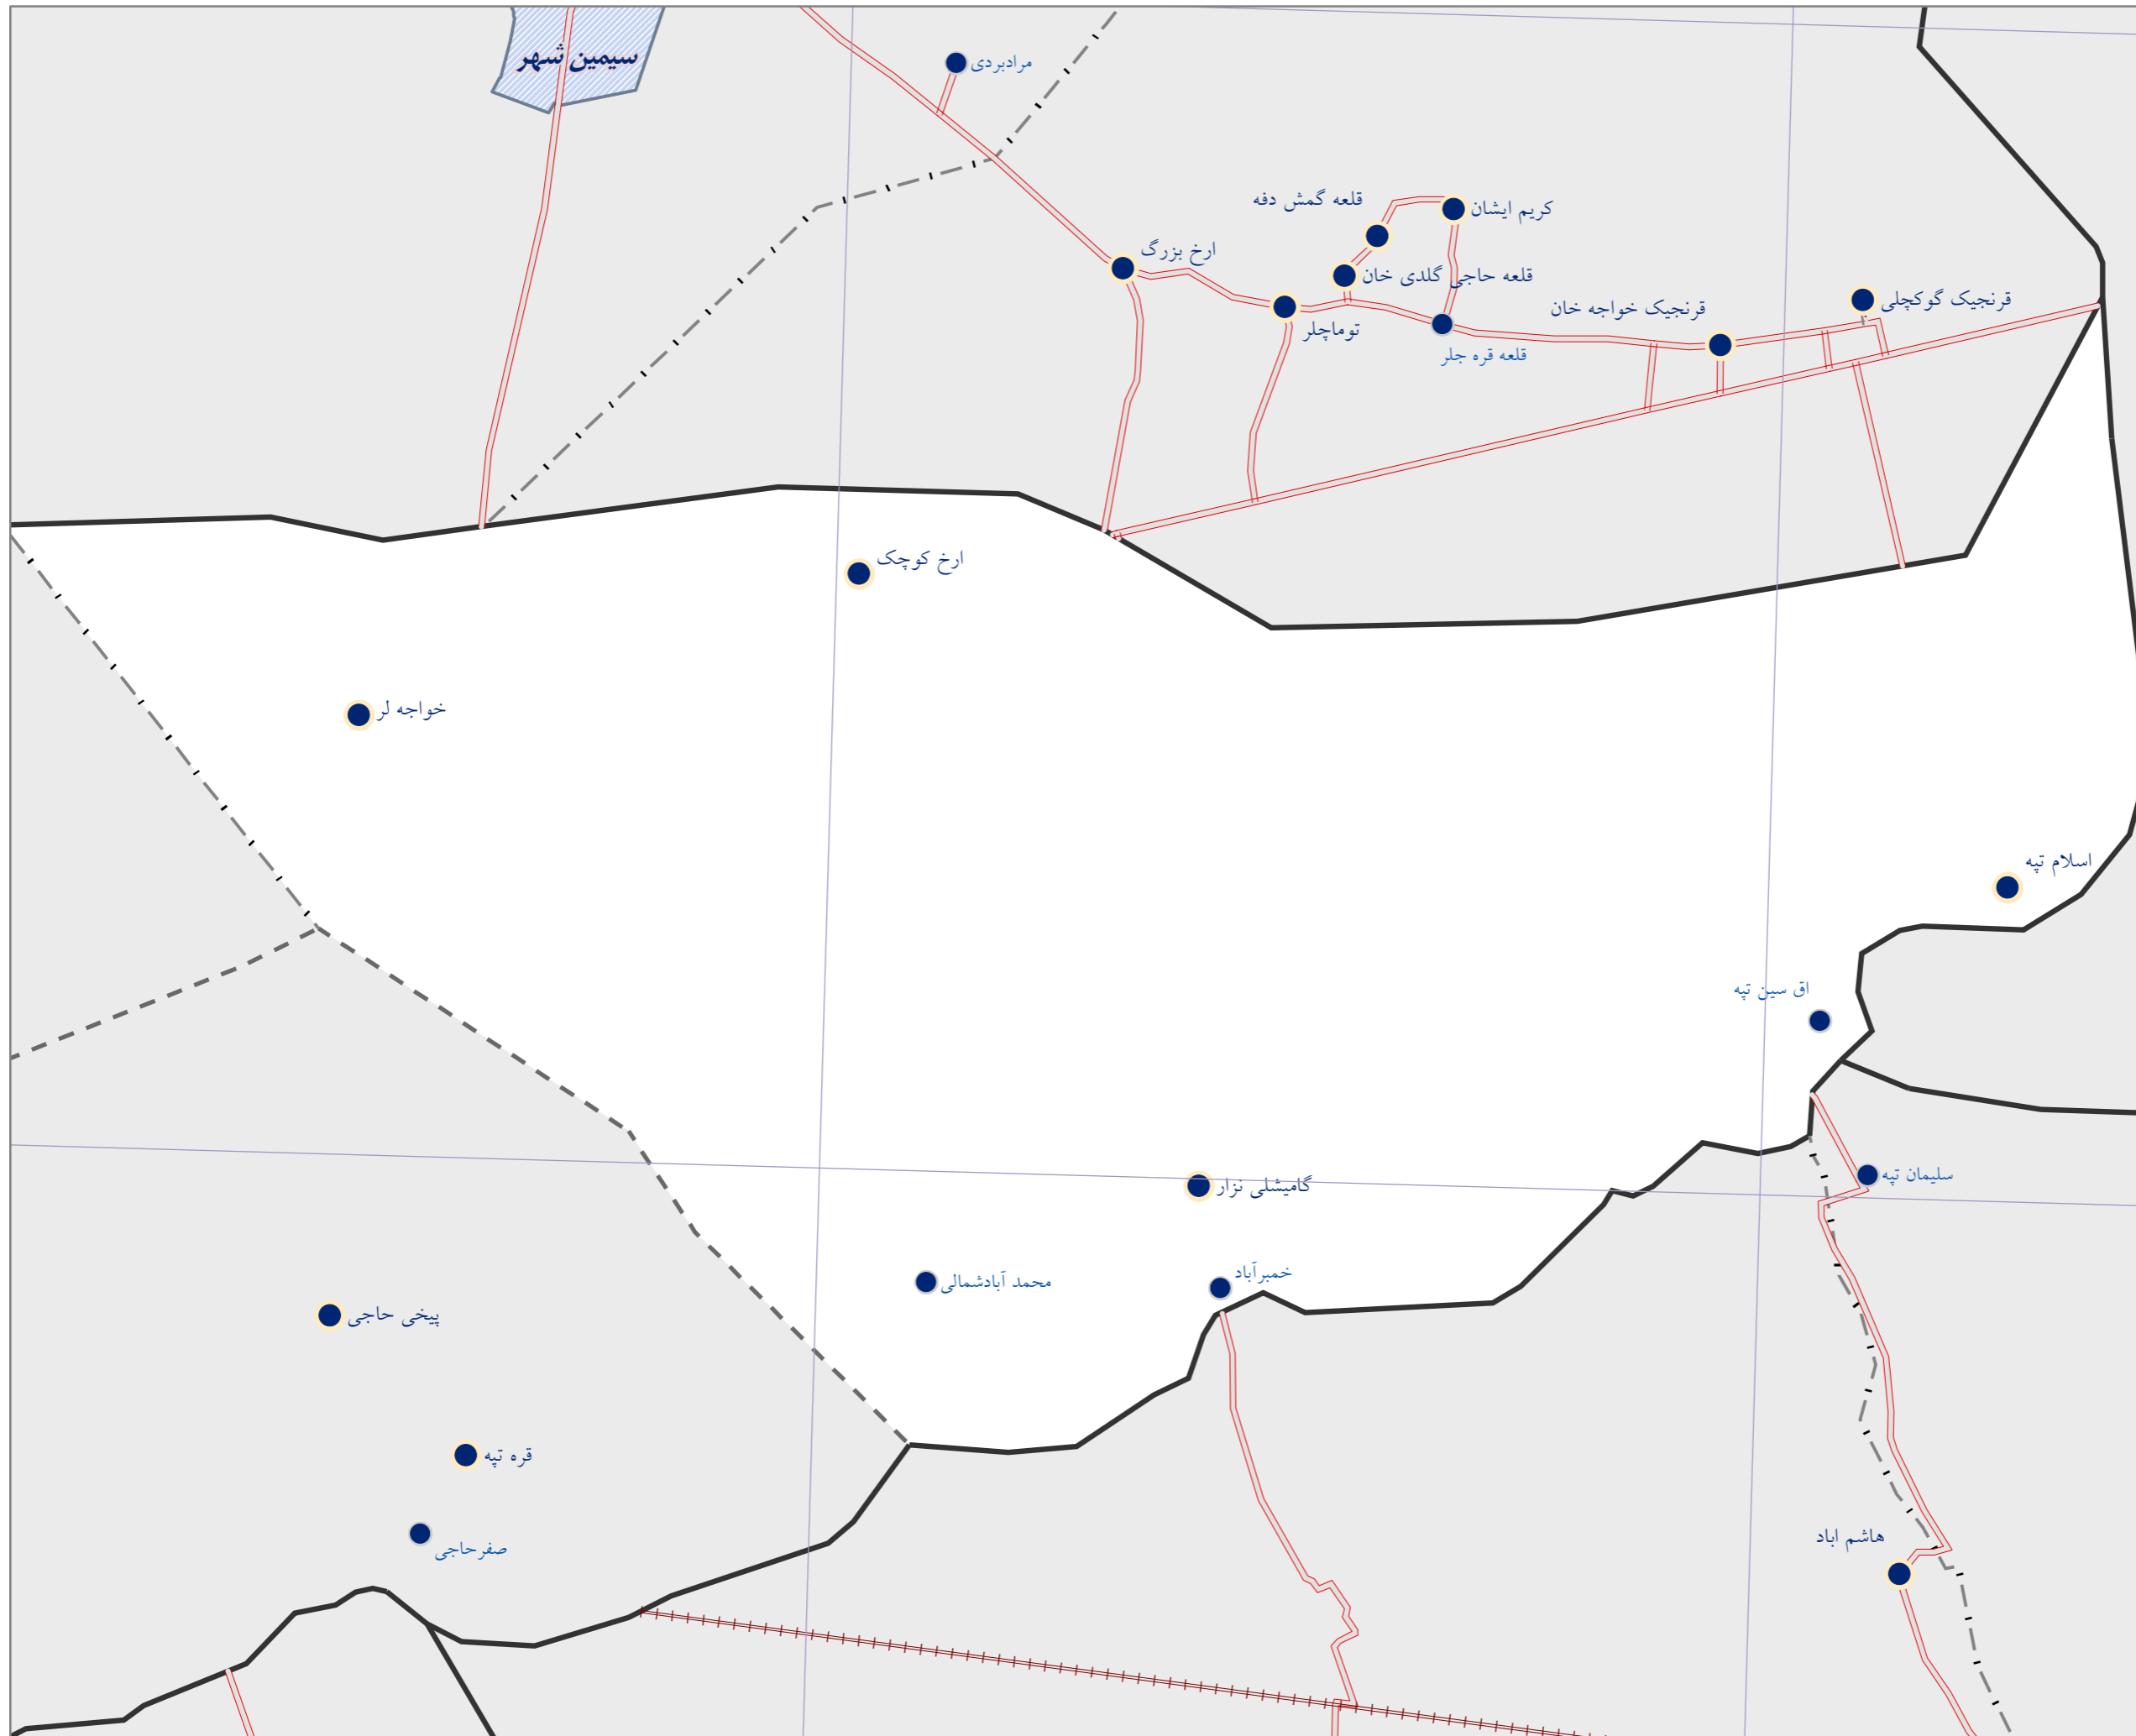 سیمین شهر
مرادبردی
قلعه گمش دفه
کریم ایشان
ارخ بزرگ
قلعه حاجی گلدی خان
قرنجیک گوکچلی
قرنجیک خواجه خان
توماچلر
قلعه قره جلر
ارخ کوچک
خواجه لر
اسلام تپه
اق سین تپه
سلیمان تپه
گامیشلی نزار
خمبرآباد
محمد آبادشمالی
پیخی حاجی
قره تپه
هاشم اباد
صفرحاجی